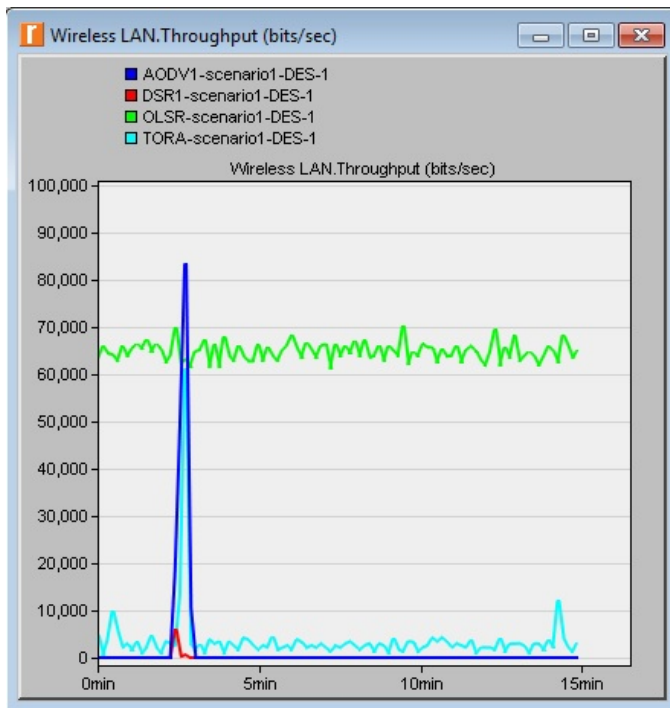 r Wireless LAN.Throughput (bits/sec)
AODV1-scenario1-DES-1
DSR1-scenario1-DES-1
OLSR-scenario1-DES-1
TORA-scenario1-DES-1
Wireless LAN.Throughput (bits/sec)
100,000
90,000
80,000
70,000
60,000
50,000
40,000
30,000
20,000
10,000
0
0min 5min 10min 15min